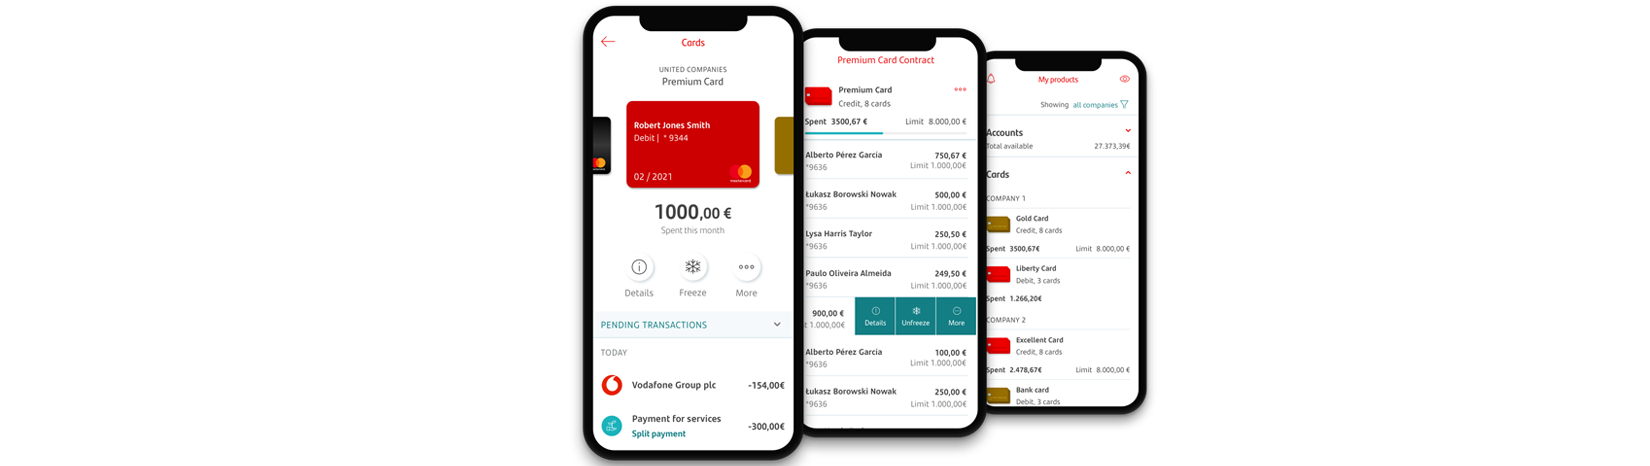 Cards
UNITED COMPANIES
Premium Card
Robert Jones Smith
Debit | * 9344
02 / 2021
mastercard
1000,00 €
Spent this month
Details
Freeze
More
PENDING TRANSACTIONS
TODAY
Vodafone Group plc
-154,00€
Payment for services
-300,00€
Split payment
Premium Card Contract
Premium Card
Credit, 8 cards
Spent 3500,67 €
Limit 8.000,00 €
Alberto Pérez García
750,67 €
*9636
Limit 1.000,00€
Łukasz Borowski Nowak
500,00 €
*9636
Limit 1.000,00€
Lysa Harris Taylor
250,50 €
*9636
Limit 1.000,00€
Paulo Oliveira Almeida
249,50 €
*9636
Limit 1.000,00€
900,00 €
t 1.000,00€
Details
Unfreeze
More
Alberto Pérez García
100,00 €
*9636
Limit 1.000,00€
Łukasz Borowski Nowak
250,00 €
*9636
Limit 1.000,00€
My products
Showing all companies
Accounts
Total available
27.373,39€
Cards
COMPANY 1
Gold Card
Credit, 8 cards
Spent 3500,67€
Limit 8.000,00 €
Liberty Card
Debit, 3 cards
Spent 1.266,20€
COMPANY 2
Excellent Card
Credit, 8 cards
Spent 2.478,67€
Limit 8.000,00 €
Bank card
Debit, 3 cards